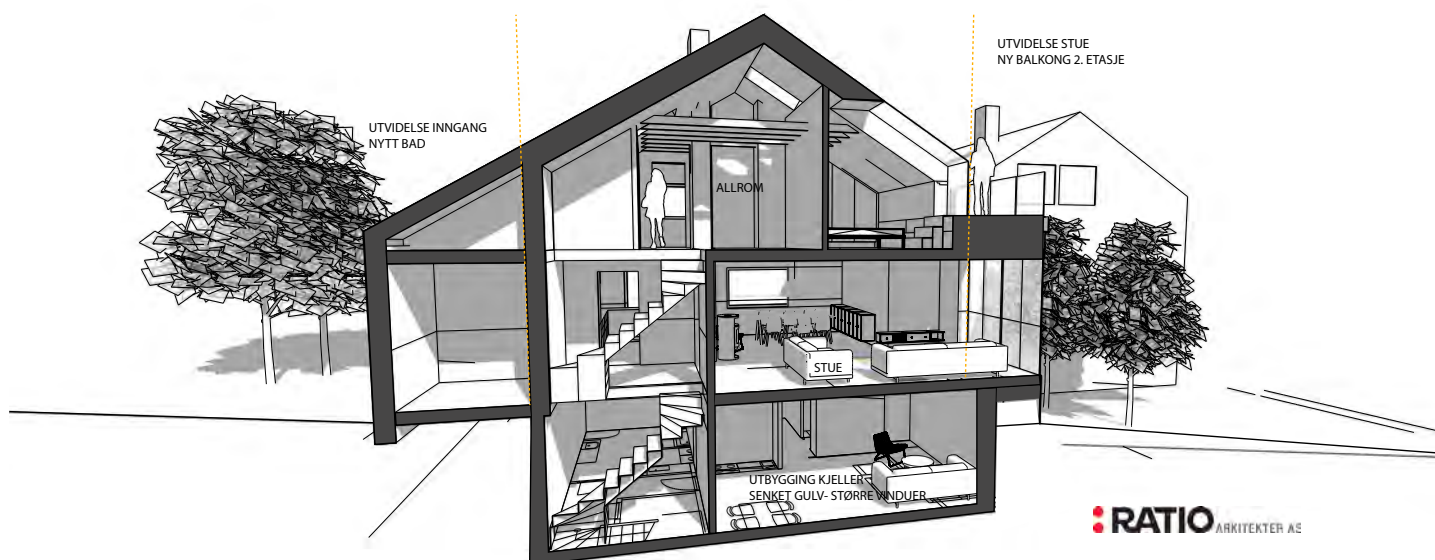 UTVIDELSE STUE
NY BALKONG 2. ETASJE
UTVIDELSE INNGANG
NYTT BAD
ALLROM
STUE
UTBYGGING KJELLER
SENKET GULV- STØRRE VINDUER
RATIO ARKITEKTER AS